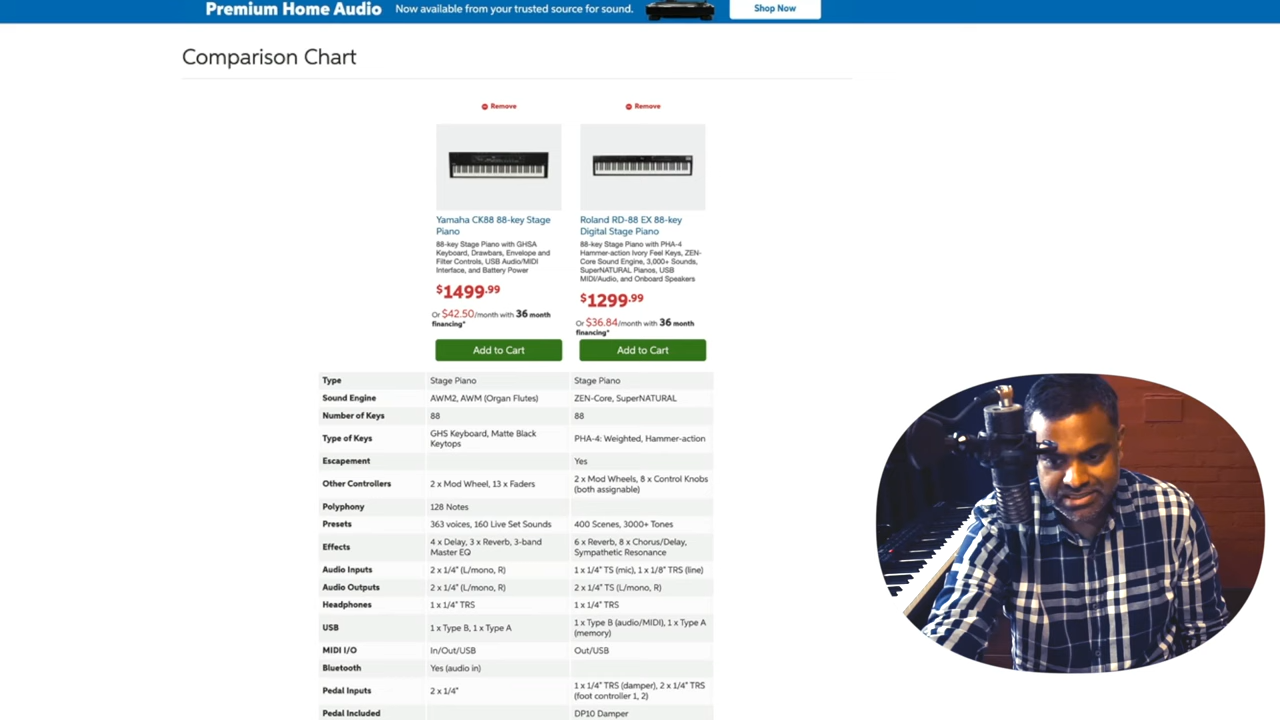 Premium Home Audio Now available from your trusted source for sound. Shop Now
Comparison Chart
Remove Remove
Yamaha CK88 88-key Stage
Piano
88-key Stage Piano with GHSA
Keyboard, Drawbars, Envelope and
Filter Controls, USB Audio/MIDI
Interface, and Battery Power
$1499.99
Or $42.50/month with 36 month
financing*
Add to Cart
Roland RD-88 EX 88-key
Digital Stage Piano
88-key Stage Piano with PHA-4
Hammer-action Ivory Feel Keys, ZEN-
Core Sound Engine, 3,000+ Sounds,
SuperNATURAL Pianos, USB
MIDI/Audio, and Onboard Speakers
$1299.99
Or $36.84/month with 36 month
financing*
Add to Cart
Type Stage Piano Stage Piano
Sound Engine AWM2, AWM (Organ Flutes) ZEN-Core, SuperNATURAL
Number of Keys 88 88
Type of Keys GHS Keyboard, Matte Black
Keytops PHA-4: Weighted, Hammer-action
Escapement Yes
Other Controllers 2 x Mod Wheel, 13 x Faders 2 x Mod Wheels, 8 x Control Knobs
(both assignable)
Polyphony 128 Notes
Presets 363 voices, 160 Live Set Sounds 400 Scenes, 3000+ Tones
Effects 4 x Delay, 3 x Reverb, 3-band
Master EQ 6 x Reverb, 8 x Chorus/Delay,
Sympathetic Resonance
Audio Inputs 2 x 1/4" (L/mono, R) 1 x 1/4" TS (mic), 1 x 1/8" TRS (line)
Audio Outputs 2 x 1/4" (L/mono, R) 2 x 1/4" TS (L/mono, R)
Headphones 1 x 1/4" TRS 1 x 1/4" TRS
USB 1 x Type B, 1 x Type A 1 x Type B (audio/MIDI), 1 x Type A
(memory)
MIDI I/O In/Out/USB Out/USB
Bluetooth Yes (audio in)
Pedal Inputs 2 x 1/4" 1 x 1/4" TRS (damper), 2 x 1/4" TRS
(foot controller 1, 2)
Pedal Included DP10 Damper